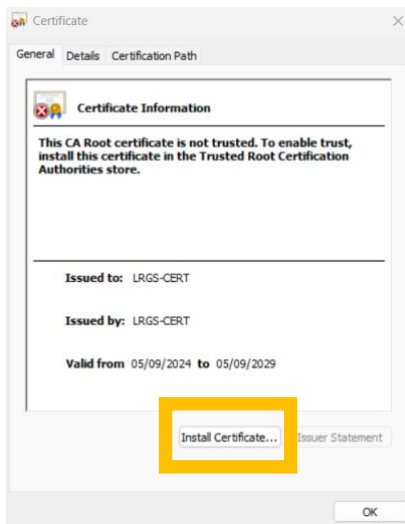 Certificate
General Details Certification Path
Certificate Information
This CA Root certificate is not trusted. To enable trust,
install this certificate in the Trusted Root Certification
Authorities store.
Issued to: LRGS-CERT
Issued by: LRGS-CERT
Valid from 05/09/2024 to 05/09/2029
Install Certificate... Issuer Statement
OK